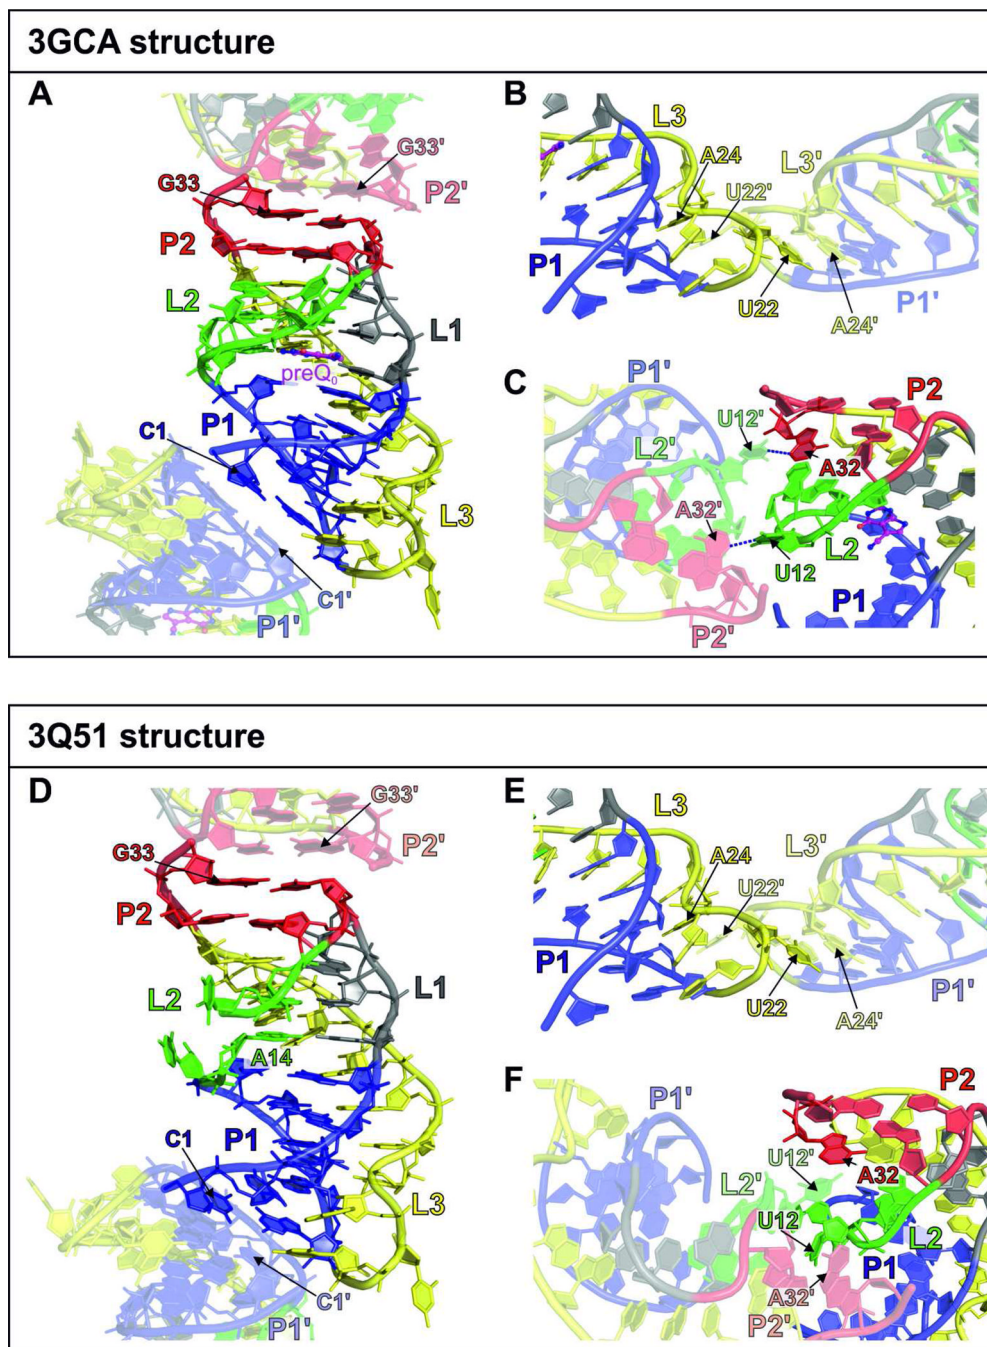 3GCA structure
A
G33'
G33
P2'
P2
L2
L1
preQ0
P1
C1
L3
C1'
P1'
B
L3
A24
U22'
L3'
P1
U22
A24'
P1'
C
P1'
P2
U12'
L2'
A32
A32'
L2
U12
P1
P2'
3Q51 structure
D
G33'
G33
P2'
P2
L1
L2
A14
C1
P1
L3
C1'
P1'
E
L3
A24
U22'
L3'
P1
U22
A24'
P1'
F
P2
P1'
U12'
A32
L2'
U12
L2
P1
A32'
P2'